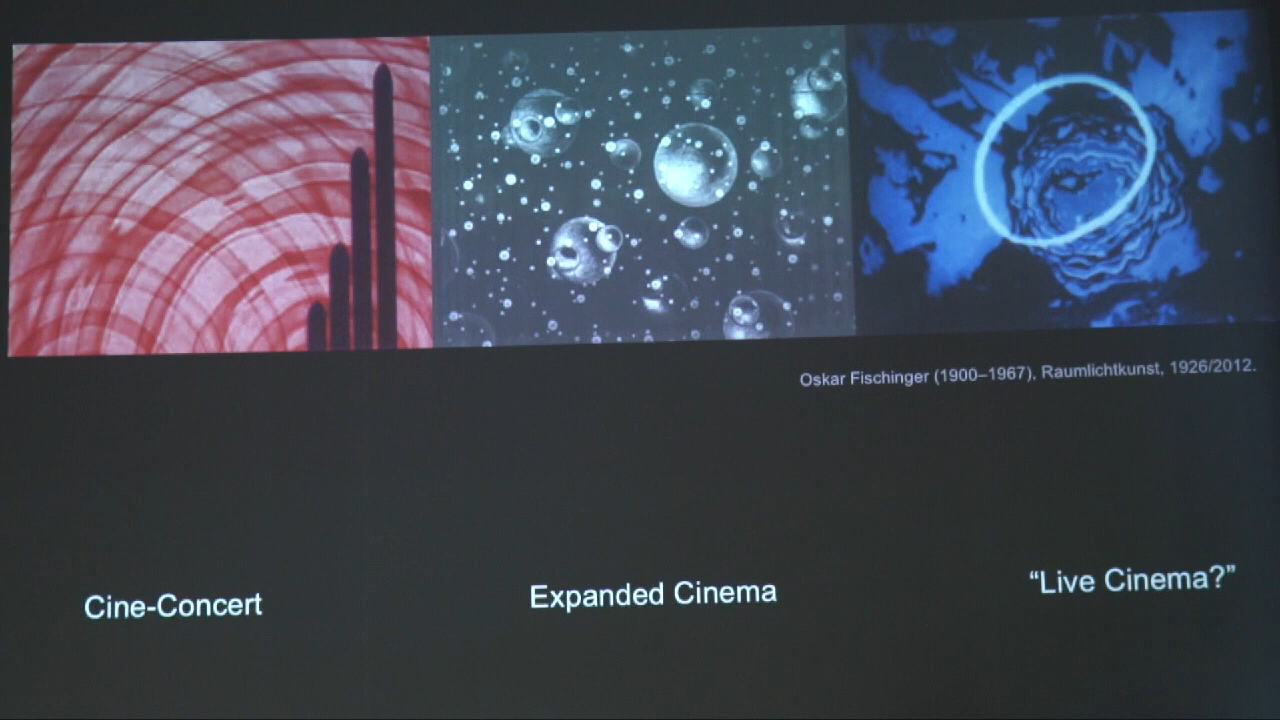 Oskar Fischinger (1900–1967), Raumlichtkunst, 1926/2012.
Cine-Concert
Expanded Cinema
“Live Cinema?”